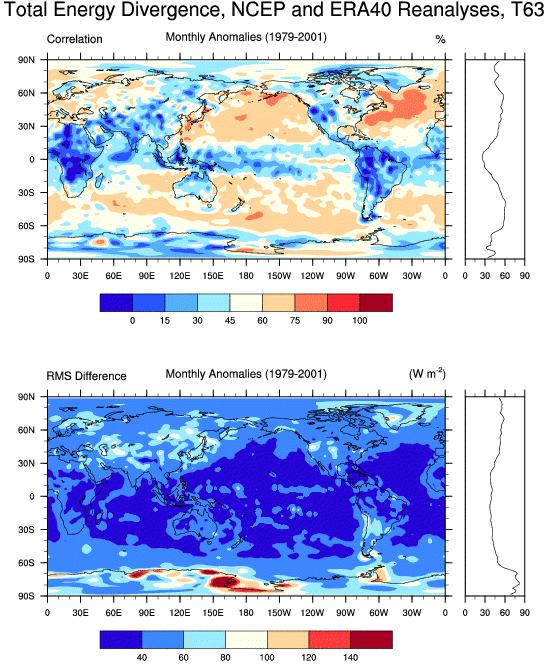 Total Energy Divergence, NCEP and ERA40 Reanalyses, T63
Correlation Monthly Anomalies (1979-2001) %
90N
60N
30N
0
30S
60S
90S
0 30E 60E 90E 120E 150E 180 150W 120W 90W 60W 30W 0
0 30 60 90
0 15 30 45 60 75 90 100
RMS Difference Monthly Anomalies (1979-2001) (W m-2)
90N
60N
30N
0
30S
60S
90S
0 30E 60E 90E 120E 150E 180 150W 120W 90W 60W 30W 0
0 30 60 90
40 60 80 100 120 140